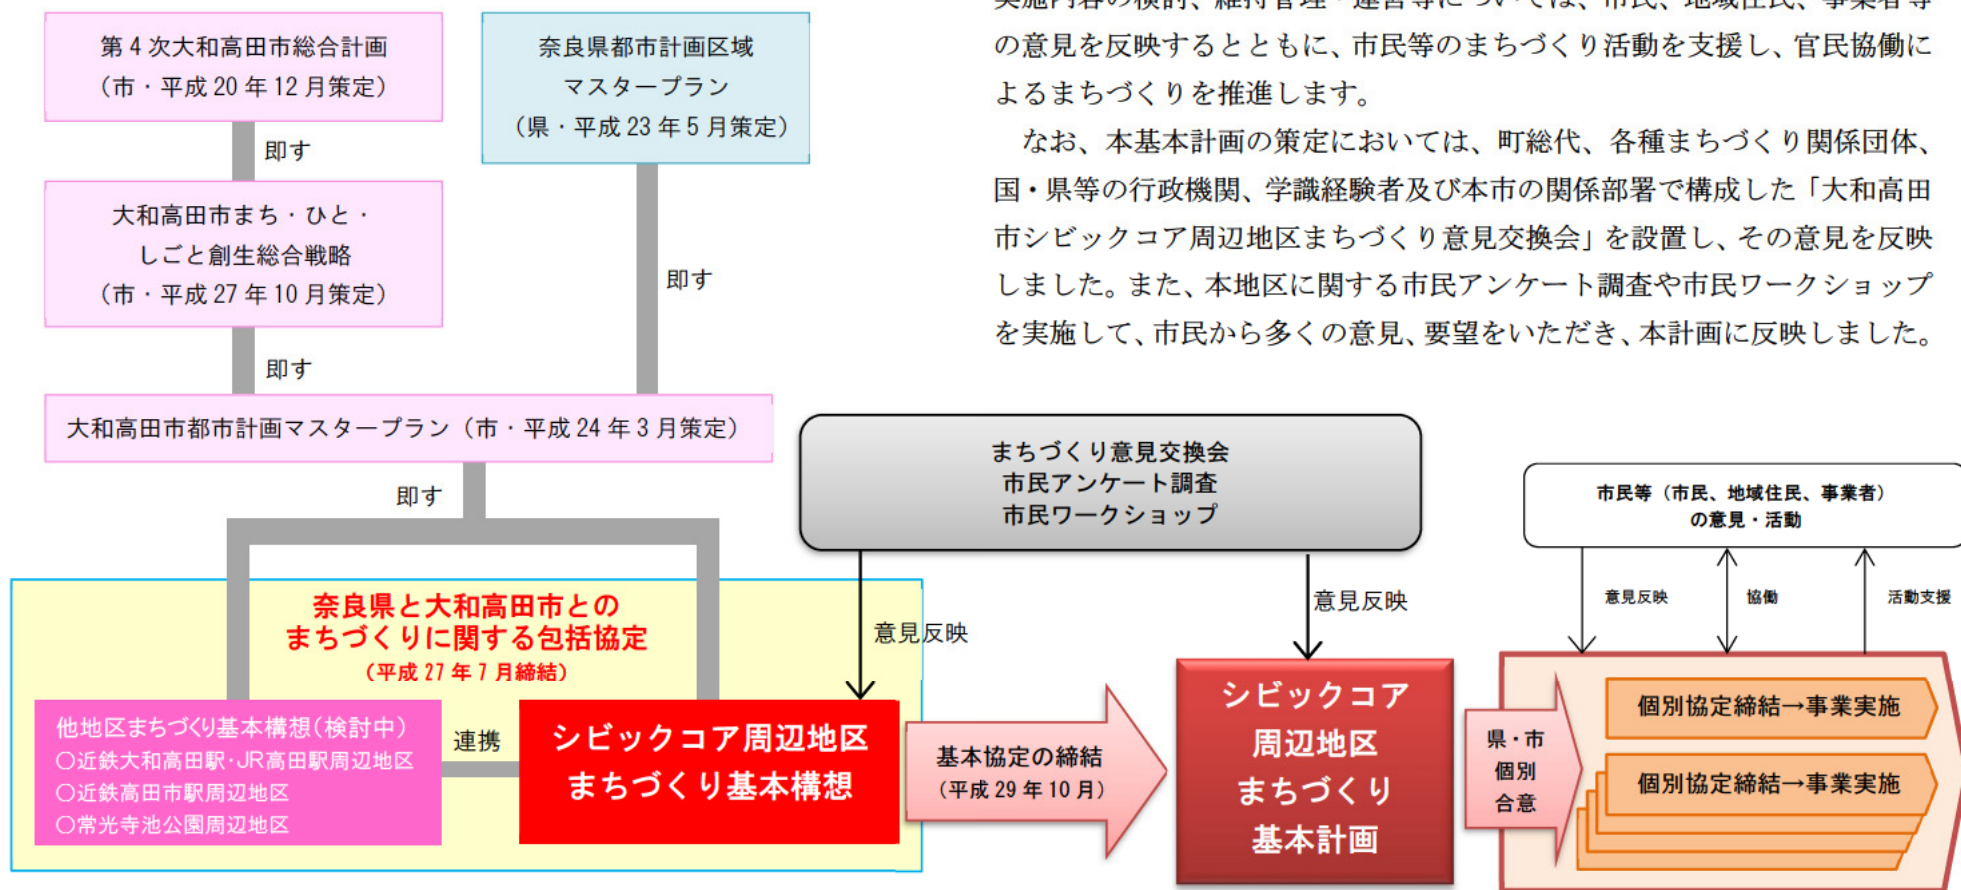 第４次大和高田市総合計画
（市・平成 20 年 12 月策定）
奈良県都市計画区域
マスタープラン
（県・平成 23 年 5 月策定）
即す
大和高田市まち・ひと・
しごと創生総合戦略
（市・平成 27 年 10 月策定）
即す
即す
大和高田市都市計画マスタープラン（市・平成 24 年 3 月策定）
即す
実施内容の検討、維持管理・運営等については、市民、地域住民、事業者等
の意見を反映するとともに、市民等のまちづくり活動を支援し、官民協働に
よるまちづくりを推進します。
なお、本基本計画の策定においては、町総代、各種まちづくり関係団体、
国・県等の行政機関、学識経験者及び本市の関係部署で構成した「大和高田
市シビックコア周辺地区まちづくり意見交換会」を設置し、その意見を反映
しました。また、本地区に関する市民アンケート調査や市民ワークショップ
を実施して、市民から多くの意見、要望をいただき、本計画に反映しました。
まちづくり意見交換会
市民アンケート調査
市民ワークショップ
意見反映
意見反映
市民等（市民、地域住民、事業者）
の意見・活動
意見反映
協働
活動支援
奈良県と大和高田市との
まちづくりに関する包括協定
（平成 27 年 7 月締結）
他地区まちづくり基本構想（検討中）
○近鉄大和高田駅・JR高田駅周辺地区
○近鉄高田市駅周辺地区
○常光寺池公園周辺地区
連携
シビックコア周辺地区
まちづくり基本構想
基本協定の締結
（平成 29 年 10 月）
シビックコア
周辺地区
まちづくり
基本計画
県・市
個別
合意
個別協定締結→事業実施
個別協定締結→事業実施